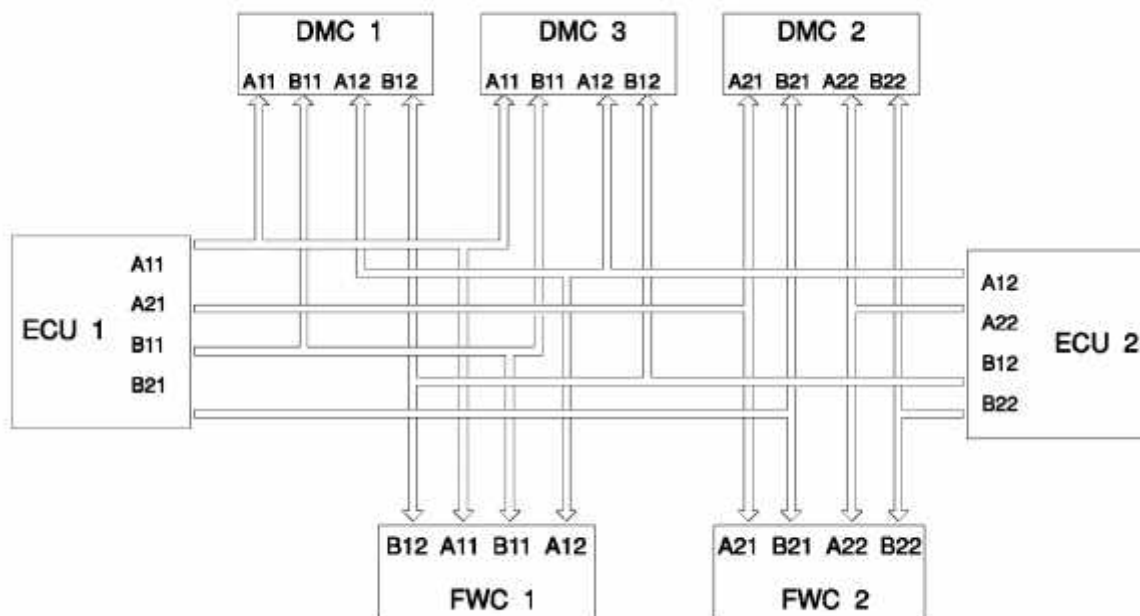 DMC 1
DMC 3
DMC 2
A11 B11 A12 B12
A11 B11 A12 B12
A21 B21 A22 B22
ECU 1
A11
A21
B11
B21
A12
A22
B12
B22
ECU 2
B12 A11 B11 A12
FWC 1
A21 B21 A22 B22
FWC 2